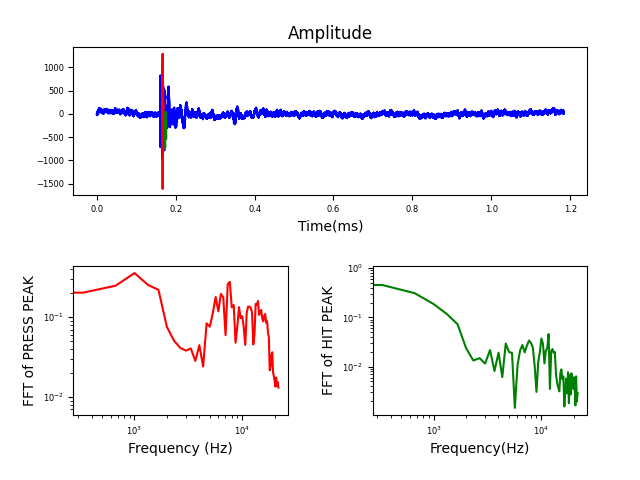 Amplitude
1000
500
0
−500
−1000
−1500
0.0 0.2 0.4 0.6 0.8 1.0 1.2
Time(ms)
FFT of PRESS PEAK
10⁻¹
10⁻²
10³ 10⁴
Frequency (Hz)
FFT of HIT PEAK
10⁰
10⁻¹
10⁻²
10³ 10⁴
Frequency(Hz)